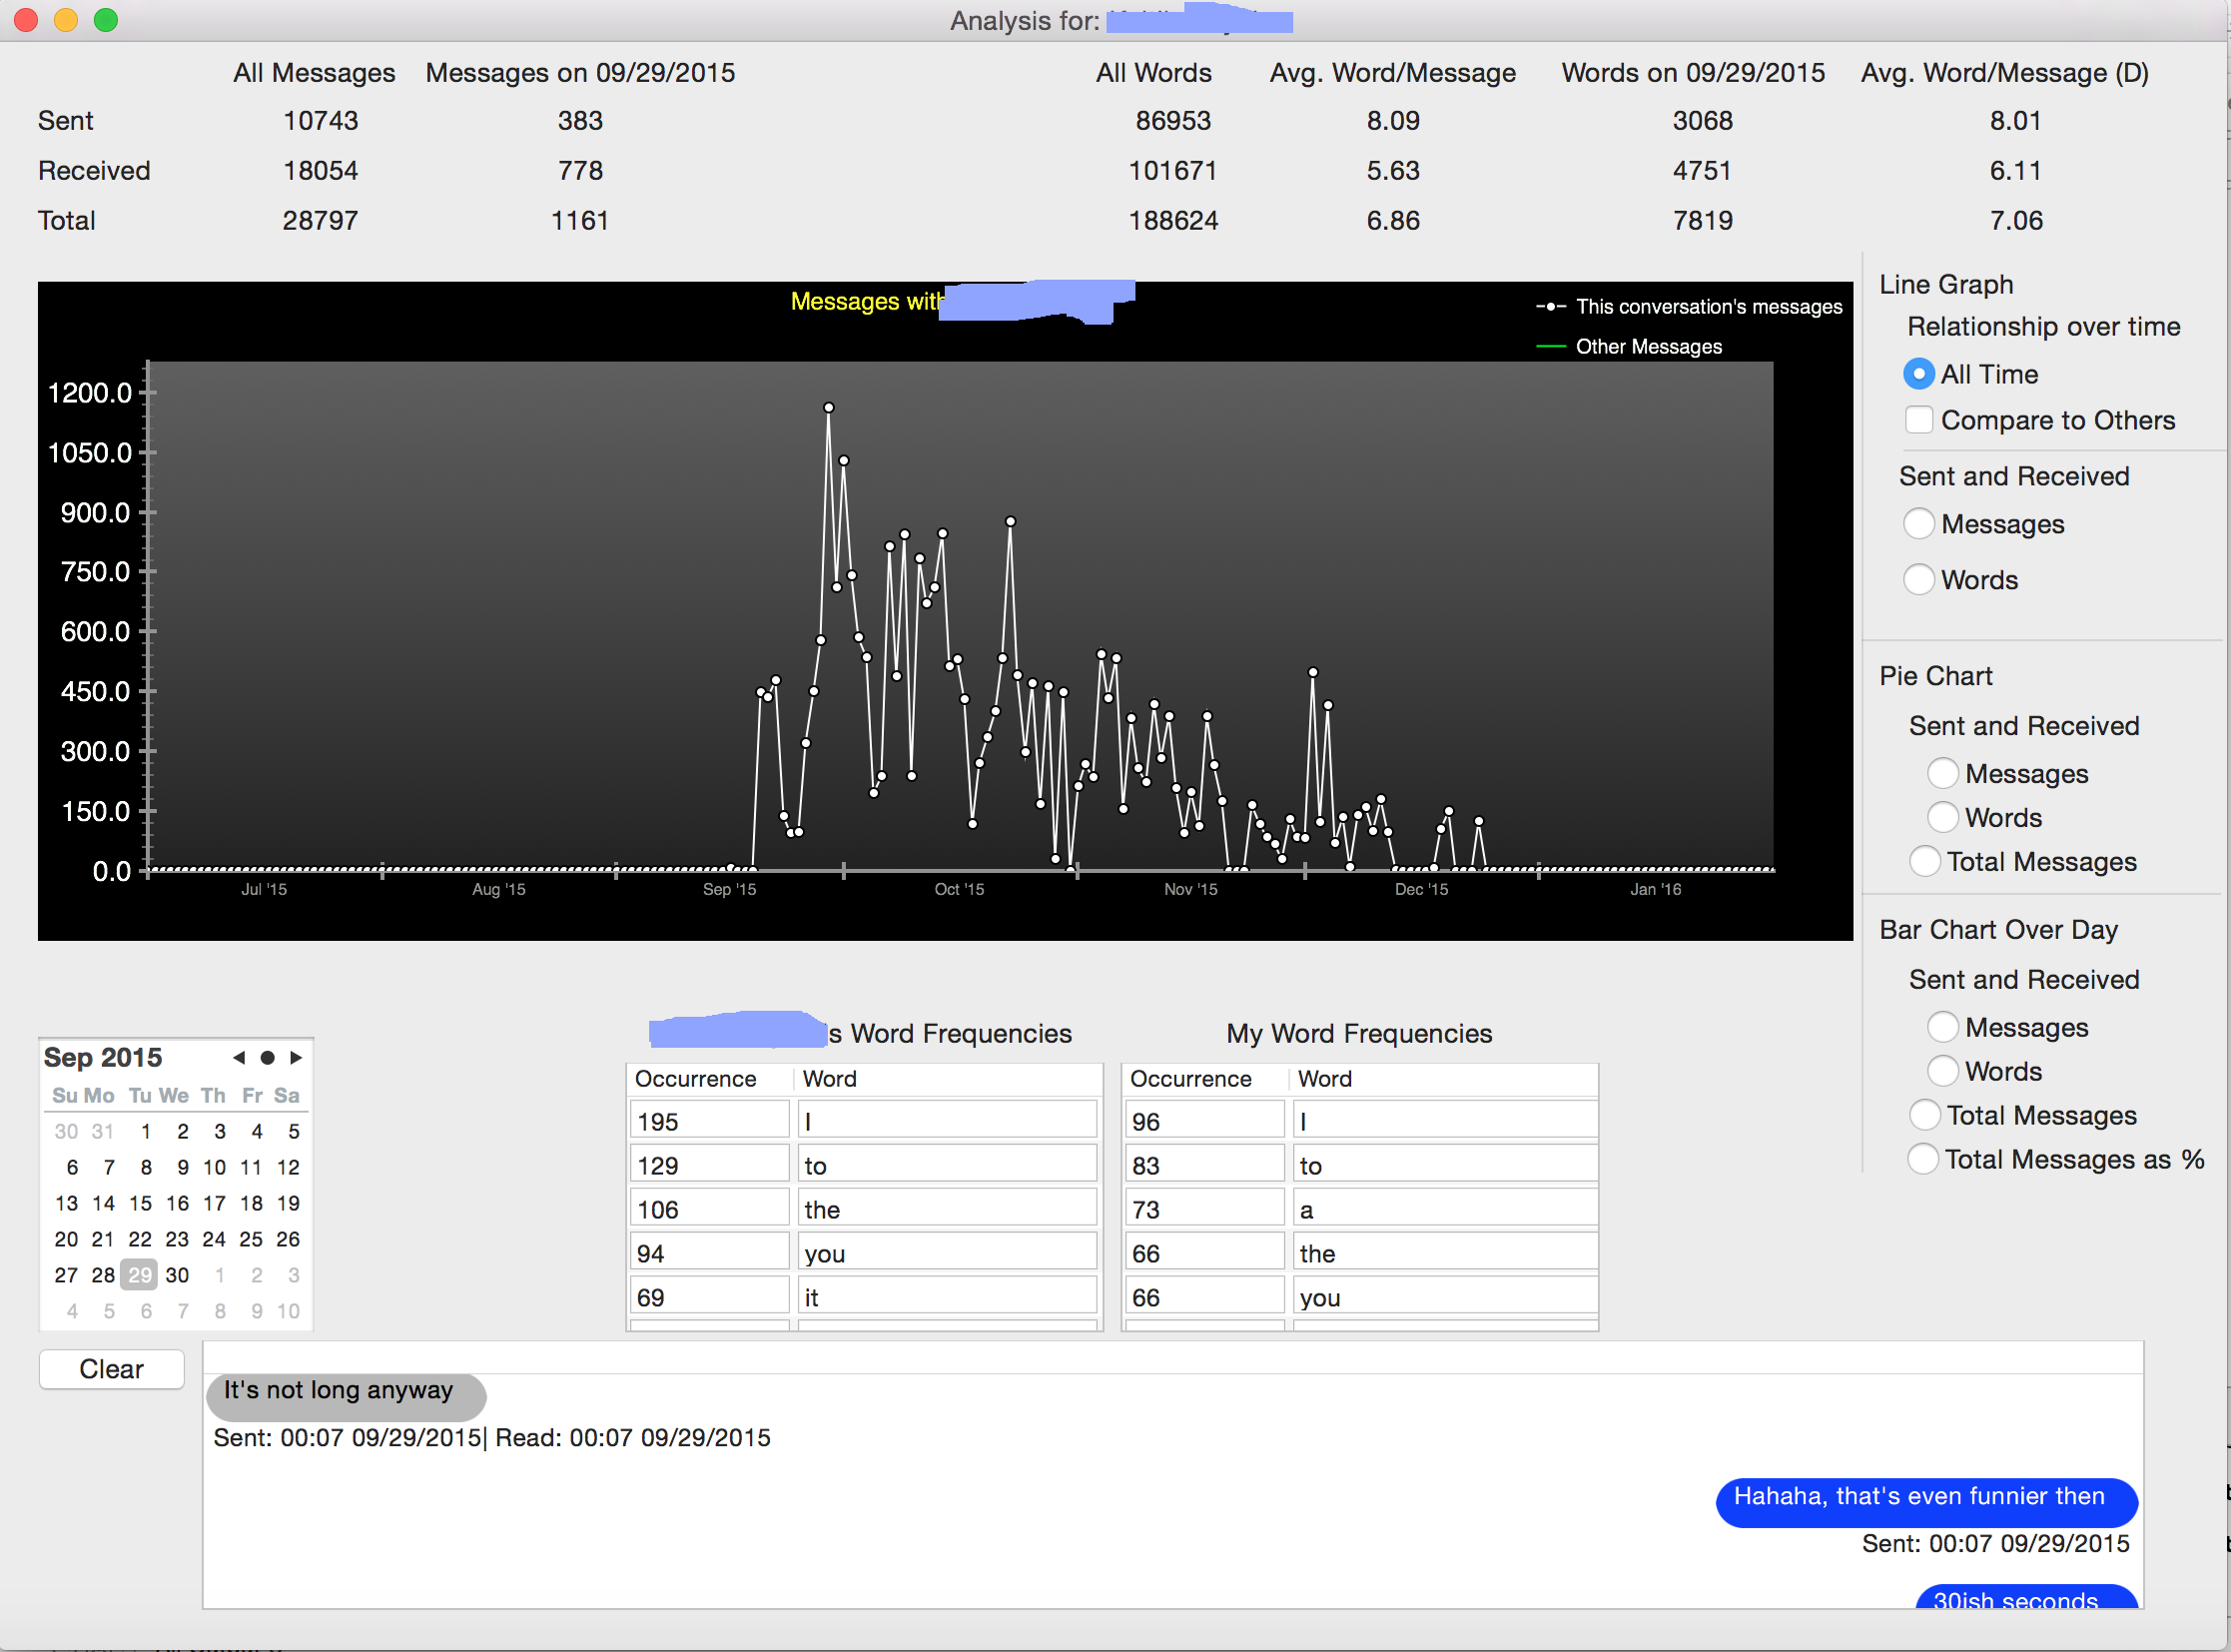 Analysis for:
All Messages Messages on 09/29/2015 All Words Avg. Word/Message Words on 09/29/2015 Avg. Word/Message (D)
Sent 10743 383 86953 8.09 3068 8.01
Received 18054 778 101671 5.63 4751 6.11
Total 28797 1161 188624 6.86 7819 7.06
Messages with
This conversation's messages
Other Messages
1200.0
1050.0
900.0
750.0
600.0
450.0
300.0
150.0
0.0
Jul '15 Aug '15 Sep '15 Oct '15 Nov '15 Dec '15 Jan '16
Line Graph
Relationship over time
All Time
Compare to Others
Sent and Received
Messages
Words
Pie Chart
Sent and Received
Messages
Words
Total Messages
Bar Chart Over Day
Sent and Received
Messages
Words
Total Messages
Total Messages as %
Sep 2015
Su Mo Tu We Th Fr Sa
30 31 1 2 3 4 5
6 7 8 9 10 11 12
13 14 15 16 17 18 19
20 21 22 23 24 25 26
27 28 29 30 1 2 3
4 5 6 7 8 9 10
Clear
's Word Frequencies
Occurrence Word
195 I
129 to
106 the
94 you
69 it
My Word Frequencies
Occurrence Word
96 I
83 to
73 a
66 the
66 you
It's not long anyway
Sent: 00:07 09/29/2015| Read: 00:07 09/29/2015
Hahaha, that's even funnier then
Sent: 00:07 09/29/2015
30ish seconds